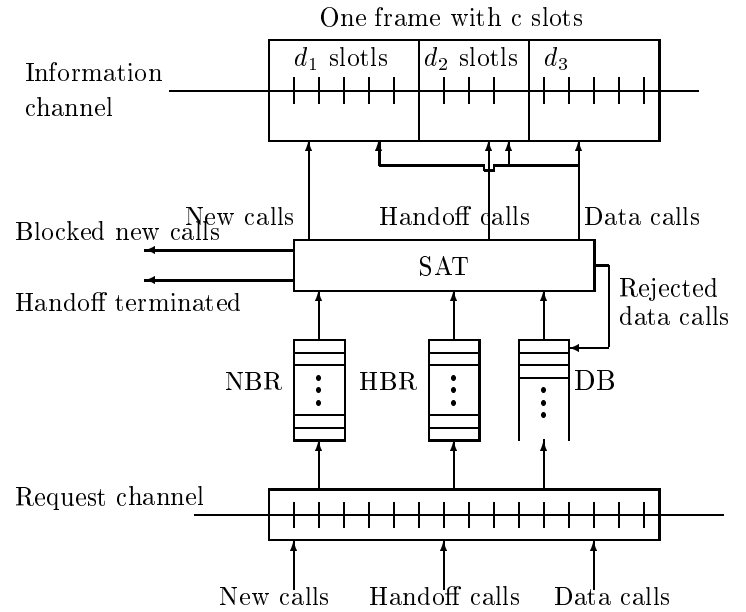 One frame with c slots
d₁ slotls d₂ slotls d₃
Information
channel
New calls Handoff calls Data calls
Blocked new calls
SAT
Handoff terminated
Rejected
data calls
NBR HBR DB
Request channel
New calls Handoff calls Data calls